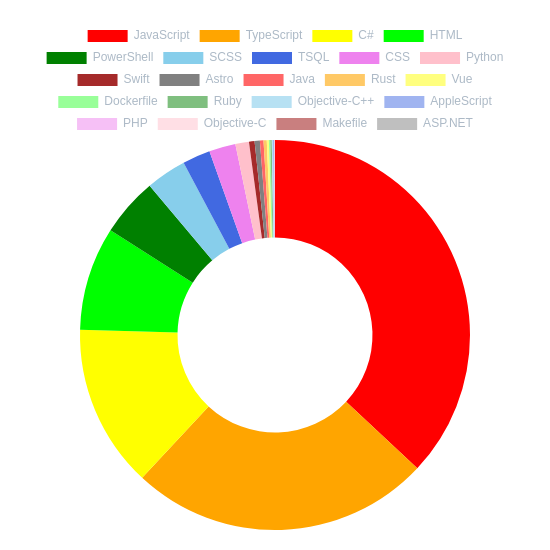 JavaScript TypeScript C# HTML
PowerShell SCSS TSQL CSS Python
Swift Astro Java Rust Vue
Dockerfile Ruby Objective-C++ AppleScript
PHP Objective-C Makefile ASP.NET